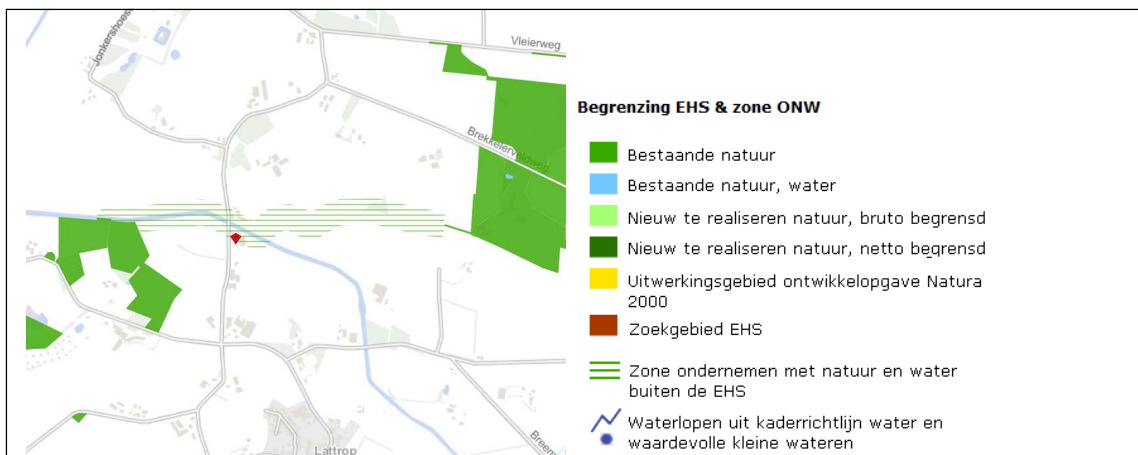 Jonkershoes
Vleierweg
Brekkelerveldweg
Lattrop
Breem
Begrenzing EHS & zone ONW
Bestaande natuur
Bestaande natuur, water
Nieuw te realiseren natuur, bruto begrensd
Nieuw te realiseren natuur, netto begrensd
Uitwerkingsgebied ontwikkelopgave Natura
2000
Zoekgebied EHS
Zone ondernemen met natuur en water
buiten de EHS
Waterlopen uit kaderrichtlijn water en
waardevolle kleine wateren